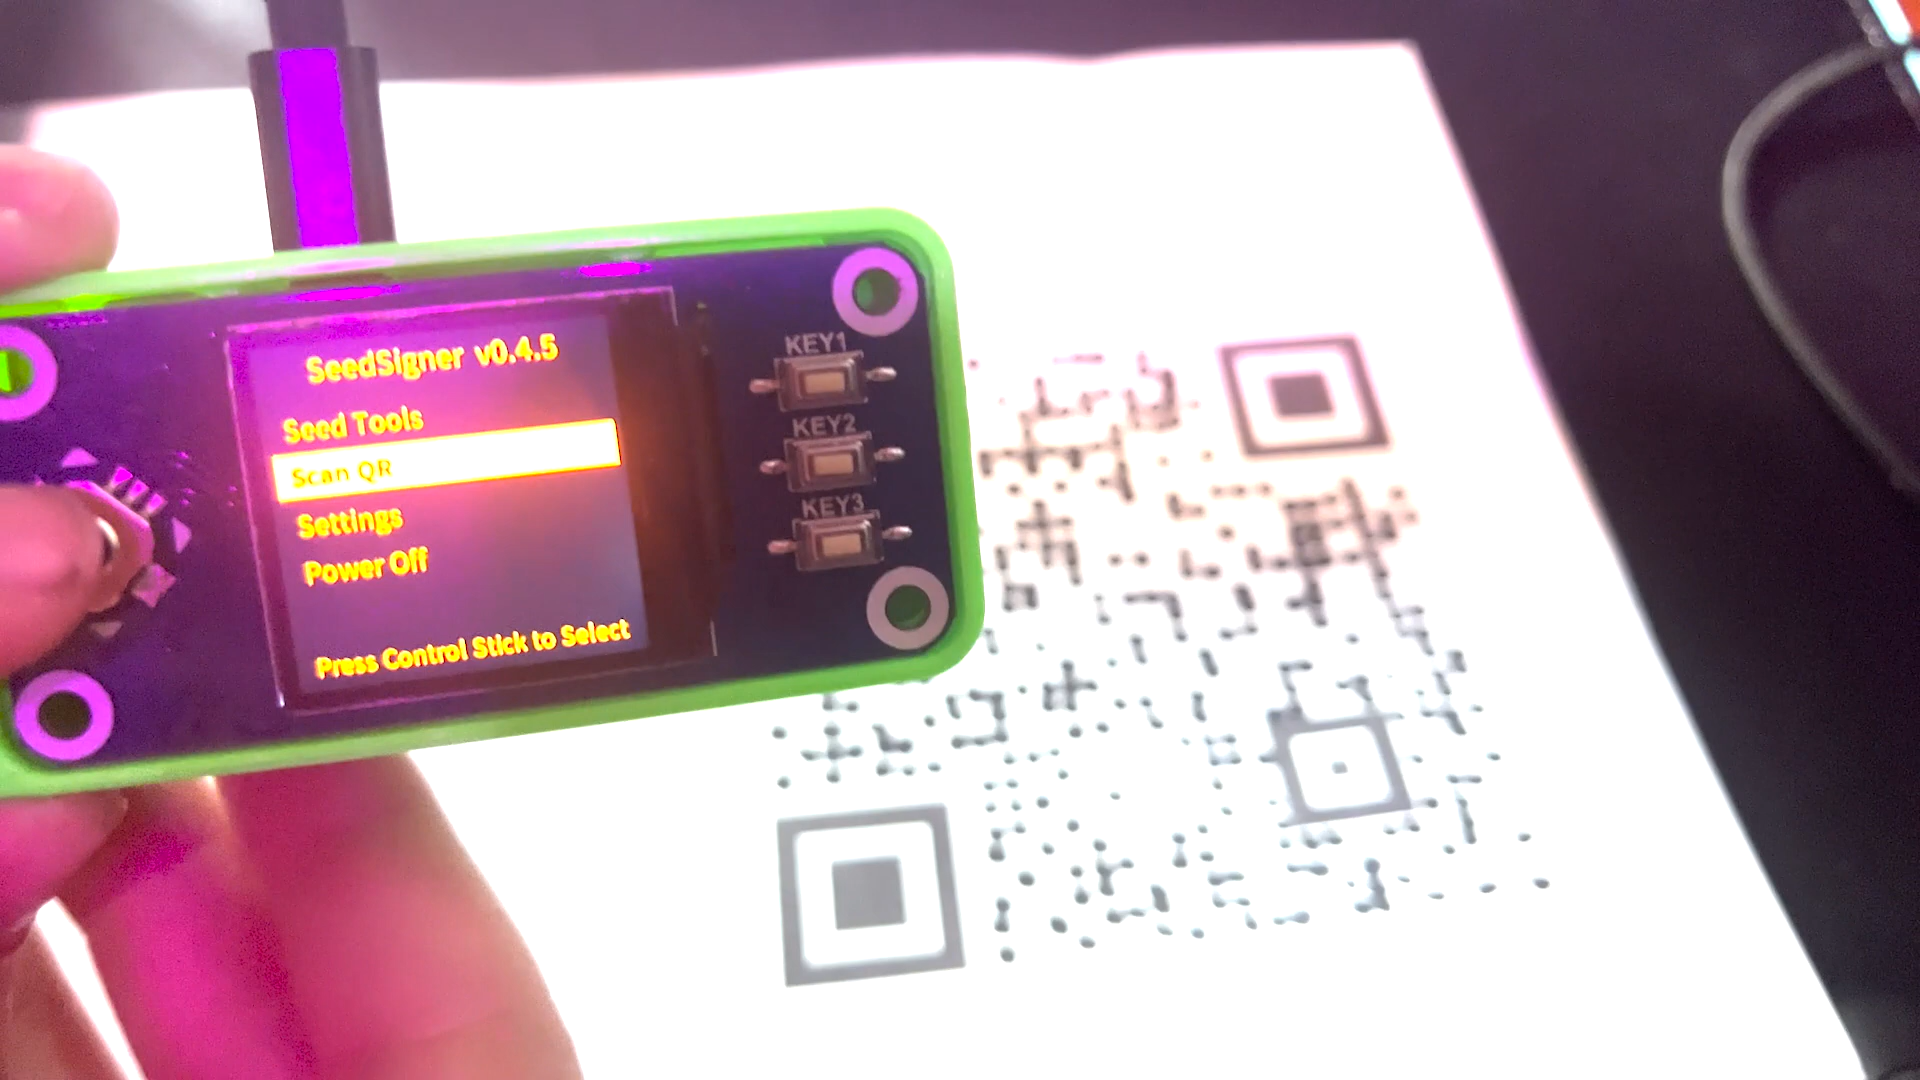 SeedSigner v0.4.5
Seed Tools
Scan QR
Settings
Power Off
Press Control Stick to Select
KEY1
KEY2
KEY3